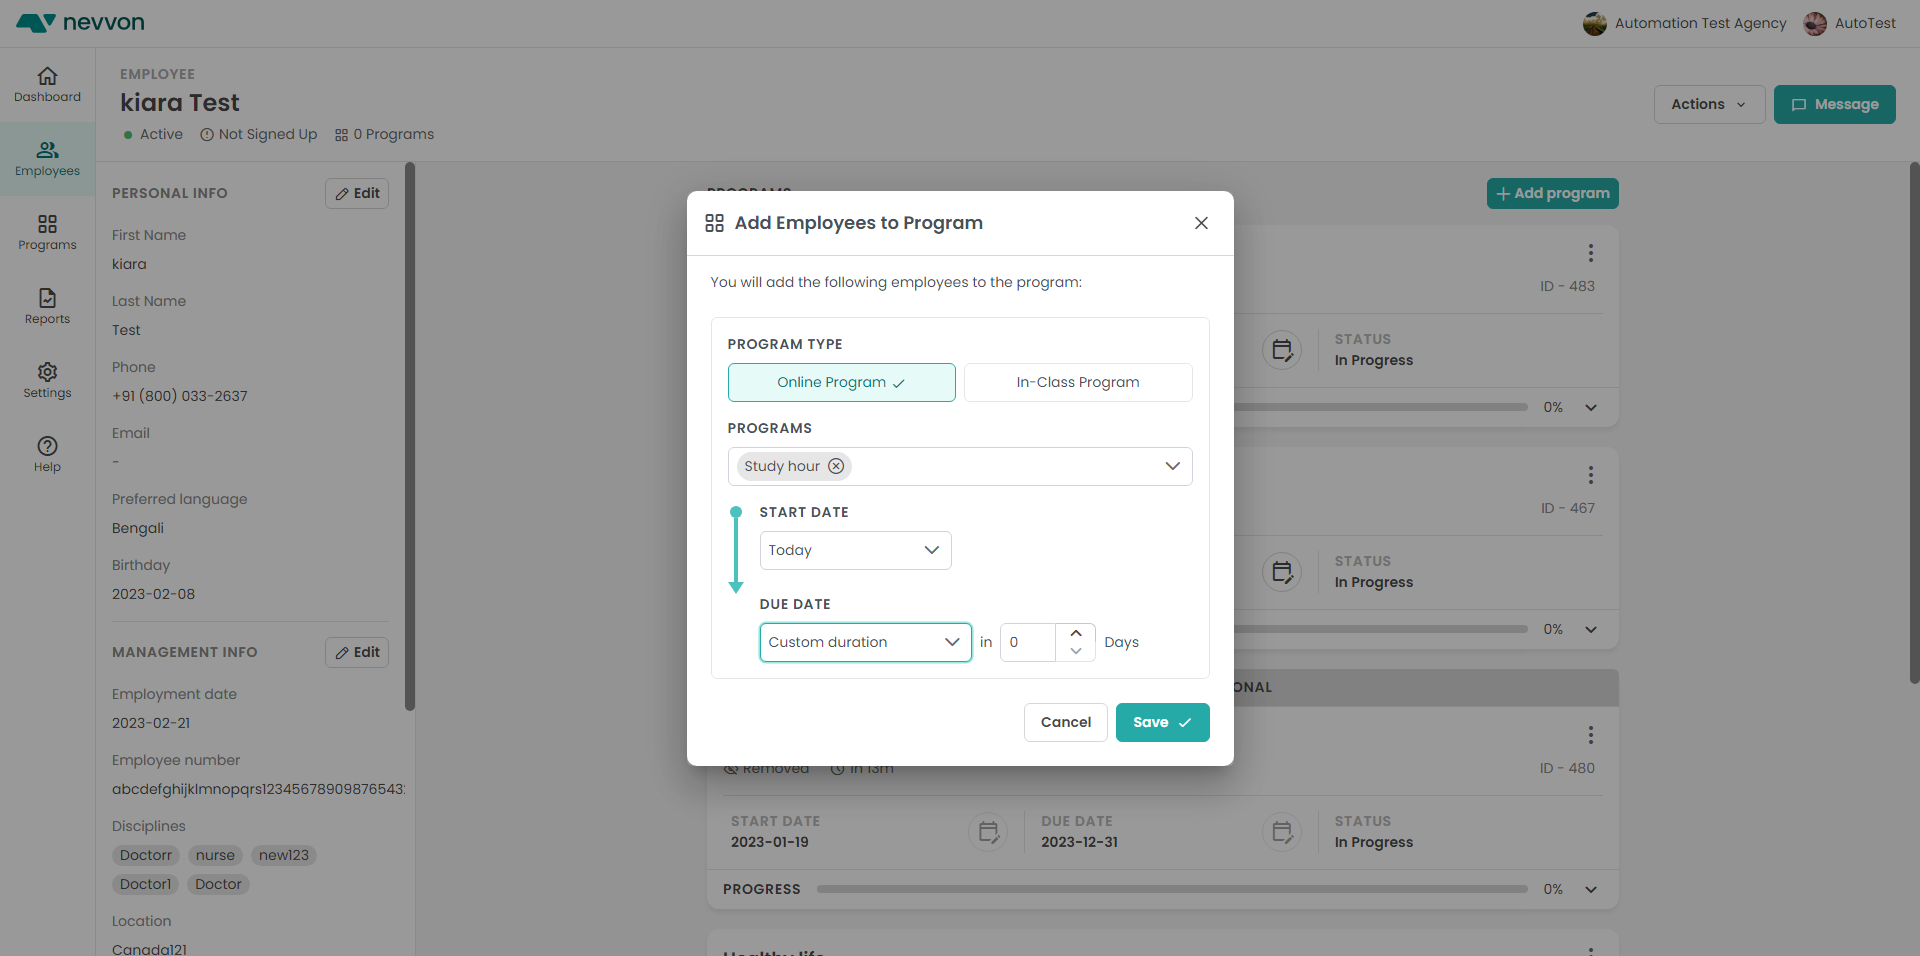 nevvon
Automation Test Agency
AutoTest
Dashboard
Employees
Programs
Reports
Settings
Help
EMPLOYEE
kiara Test
Active
Not Signed Up
0 Programs
Actions
Message
PERSONAL INFO
Edit
First Name
kiara
Last Name
Test
Phone
+91 (800) 033-2637
Email
-
Preferred language
Bengali
Birthday
2023-02-08
MANAGEMENT INFO
Edit
Employment date
2023-02-21
Employee number
abcdefghijklmnopqrs1234567890987654
Disciplines
Doctorr nurse new123
Doctor1 Doctor
Location
Canada121
PROGRAMS
+ Add program
Add Employees to Program
You will add the following employees to the program:
PROGRAM TYPE
Online Program
In-Class Program
PROGRAMS
Study hour
START DATE
Today
DUE DATE
Custom duration in 0 Days
Cancel
Save
ID - 483
STATUS
In Progress
0%
ID - 467
STATUS
In Progress
0%
ONAL
Removed In 13m
ID - 480
START DATE
2023-01-19
DUE DATE
2023-12-31
STATUS
In Progress
PROGRESS 0%
Healthy life